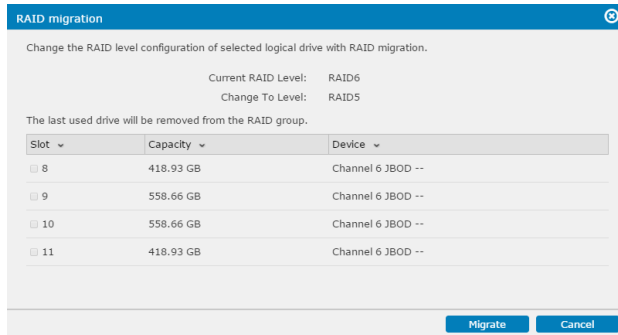 RAID migration
Change the RAID level configuration of selected logical drive with RAID migration.
Current RAID Level: RAID6
Change To Level: RAID5
The last used drive will be removed from the RAID group.
Slot Capacity Device
8 418.93 GB Channel 6 JBOD --
9 558.66 GB Channel 6 JBOD --
10 558.66 GB Channel 6 JBOD --
11 418.93 GB Channel 6 JBOD --
Migrate Cancel